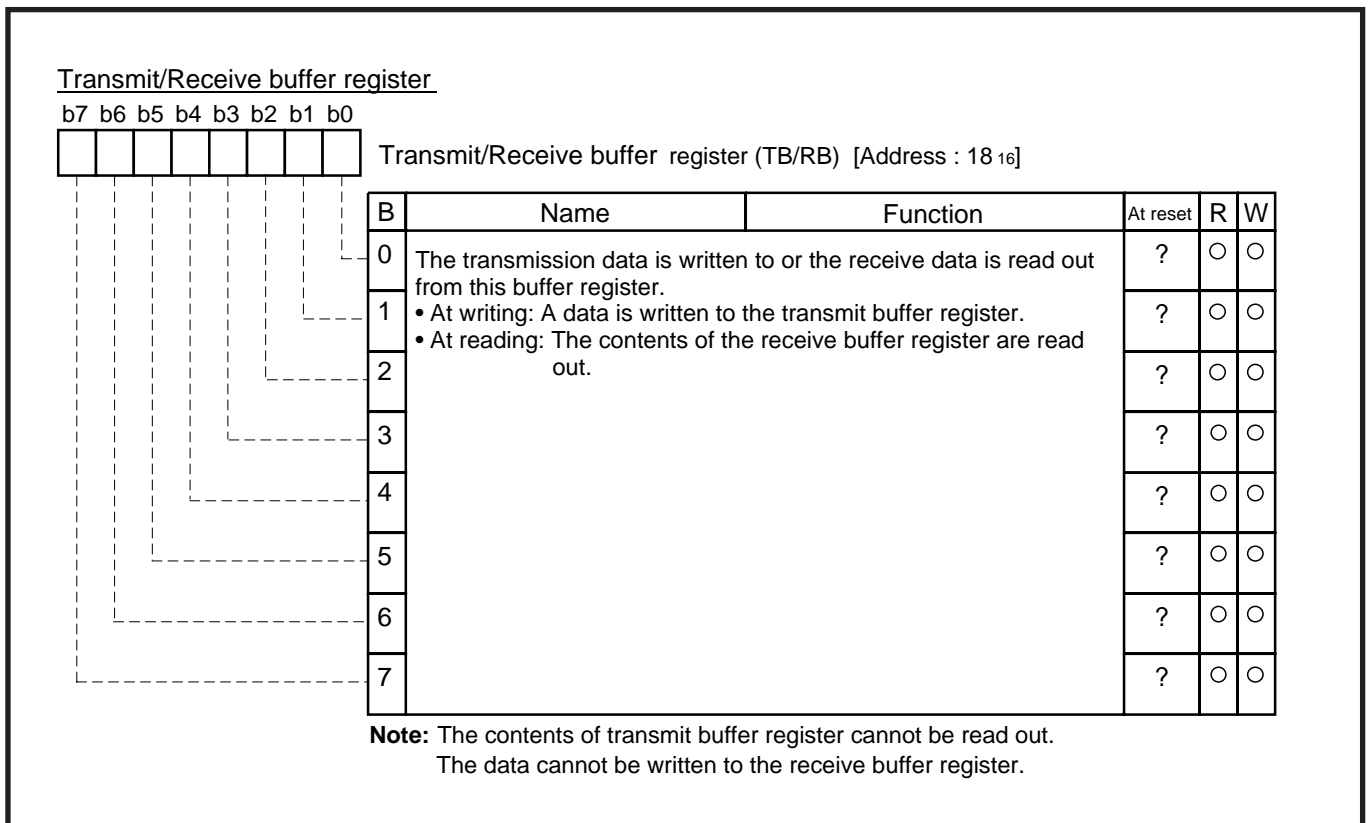 Transmit/Receive buffer register
b7 b6 b5 b4 b3 b2 b1 b0
Transmit/Receive buffer register (TB/RB) [Address : 18 16]
B Name Function At reset R W
0 ? ○ ○
The transmission data is written to or the receive data is read out
from this buffer register.
1 ? ○ ○
• At writing: A data is written to the transmit buffer register.
• At reading: The contents of the receive buffer register are read
out.
2 ? ○ ○
3 ? ○ ○
4 ? ○ ○
5 ? ○ ○
6 ? ○ ○
7 ? ○ ○
Note: The contents of transmit buffer register cannot be read out.
The data cannot be written to the receive buffer register.